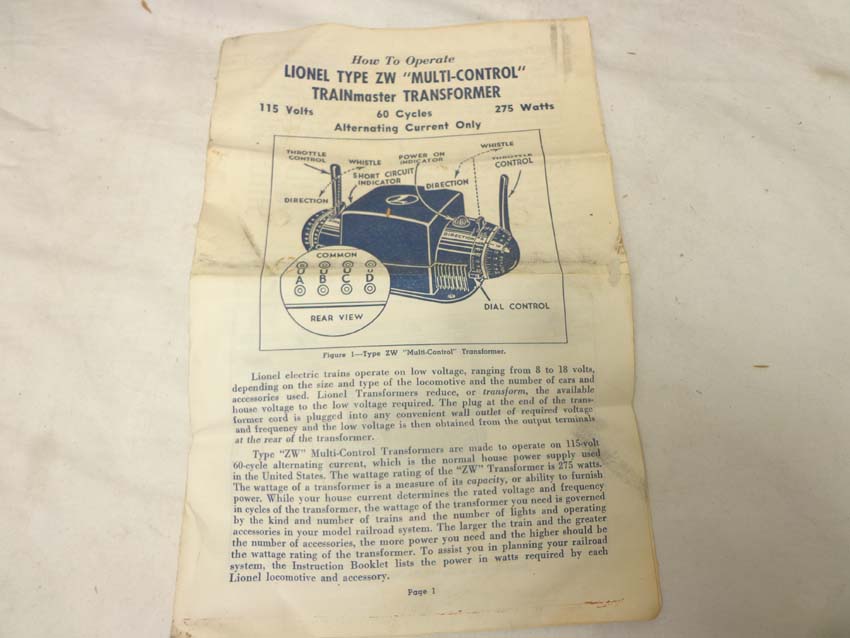 How To Operate
LIONEL TYPE ZW "MULTI-CONTROL"
TRAINmaster TRANSFORMER
115 Volts 60 Cycles 275 Watts
Alternating Current Only
THROTTLE CONTROL
WHISTLE
DIRECTION
SHORT CIRCUIT INDICATOR
POWER ON INDICATOR
DIRECTION
WHISTLE
THROTTLE CONTROL
DIRECTION
COMMON
A B C D
REAR VIEW
DIAL CONTROL
Figure 1—Type ZW "Multi-Control" Transformer.
Lionel electric trains operate on low voltage, ranging from 8 to 18 volts,
depending on the size and type of the locomotive and the number of cars and
accessories used. Lionel Transformers reduce, or transform, the available
house voltage to the low voltage required. The plug at the end of the trans-
former cord is plugged into any convenient wall outlet of required voltage
and frequency and the low voltage is then obtained from the output terminals
at the rear of the transformer.
Type "ZW" Multi-Control Transformers are made to operate on 115-volt
60-cycle alternating current, which is the normal house power supply used
in the United States. The wattage rating of the "ZW" Transformer is 275 watts.
The wattage of a transformer is a measure of its capacity, or ability to furnish
power. While your house current determines the rated voltage and frequency
in cycles of the transformer, the wattage of the transformer you need is governed
by the kind and number of trains and the number of lights and operating
accessories in your model railroad system. The larger the train and the greater
the number of accessories, the more power you need and the higher should be
the wattage rating of the transformer. To assist you in planning your railroad
system, the Instruction Booklet lists the power in watts required by each
Lionel locomotive and accessory.
Page 1